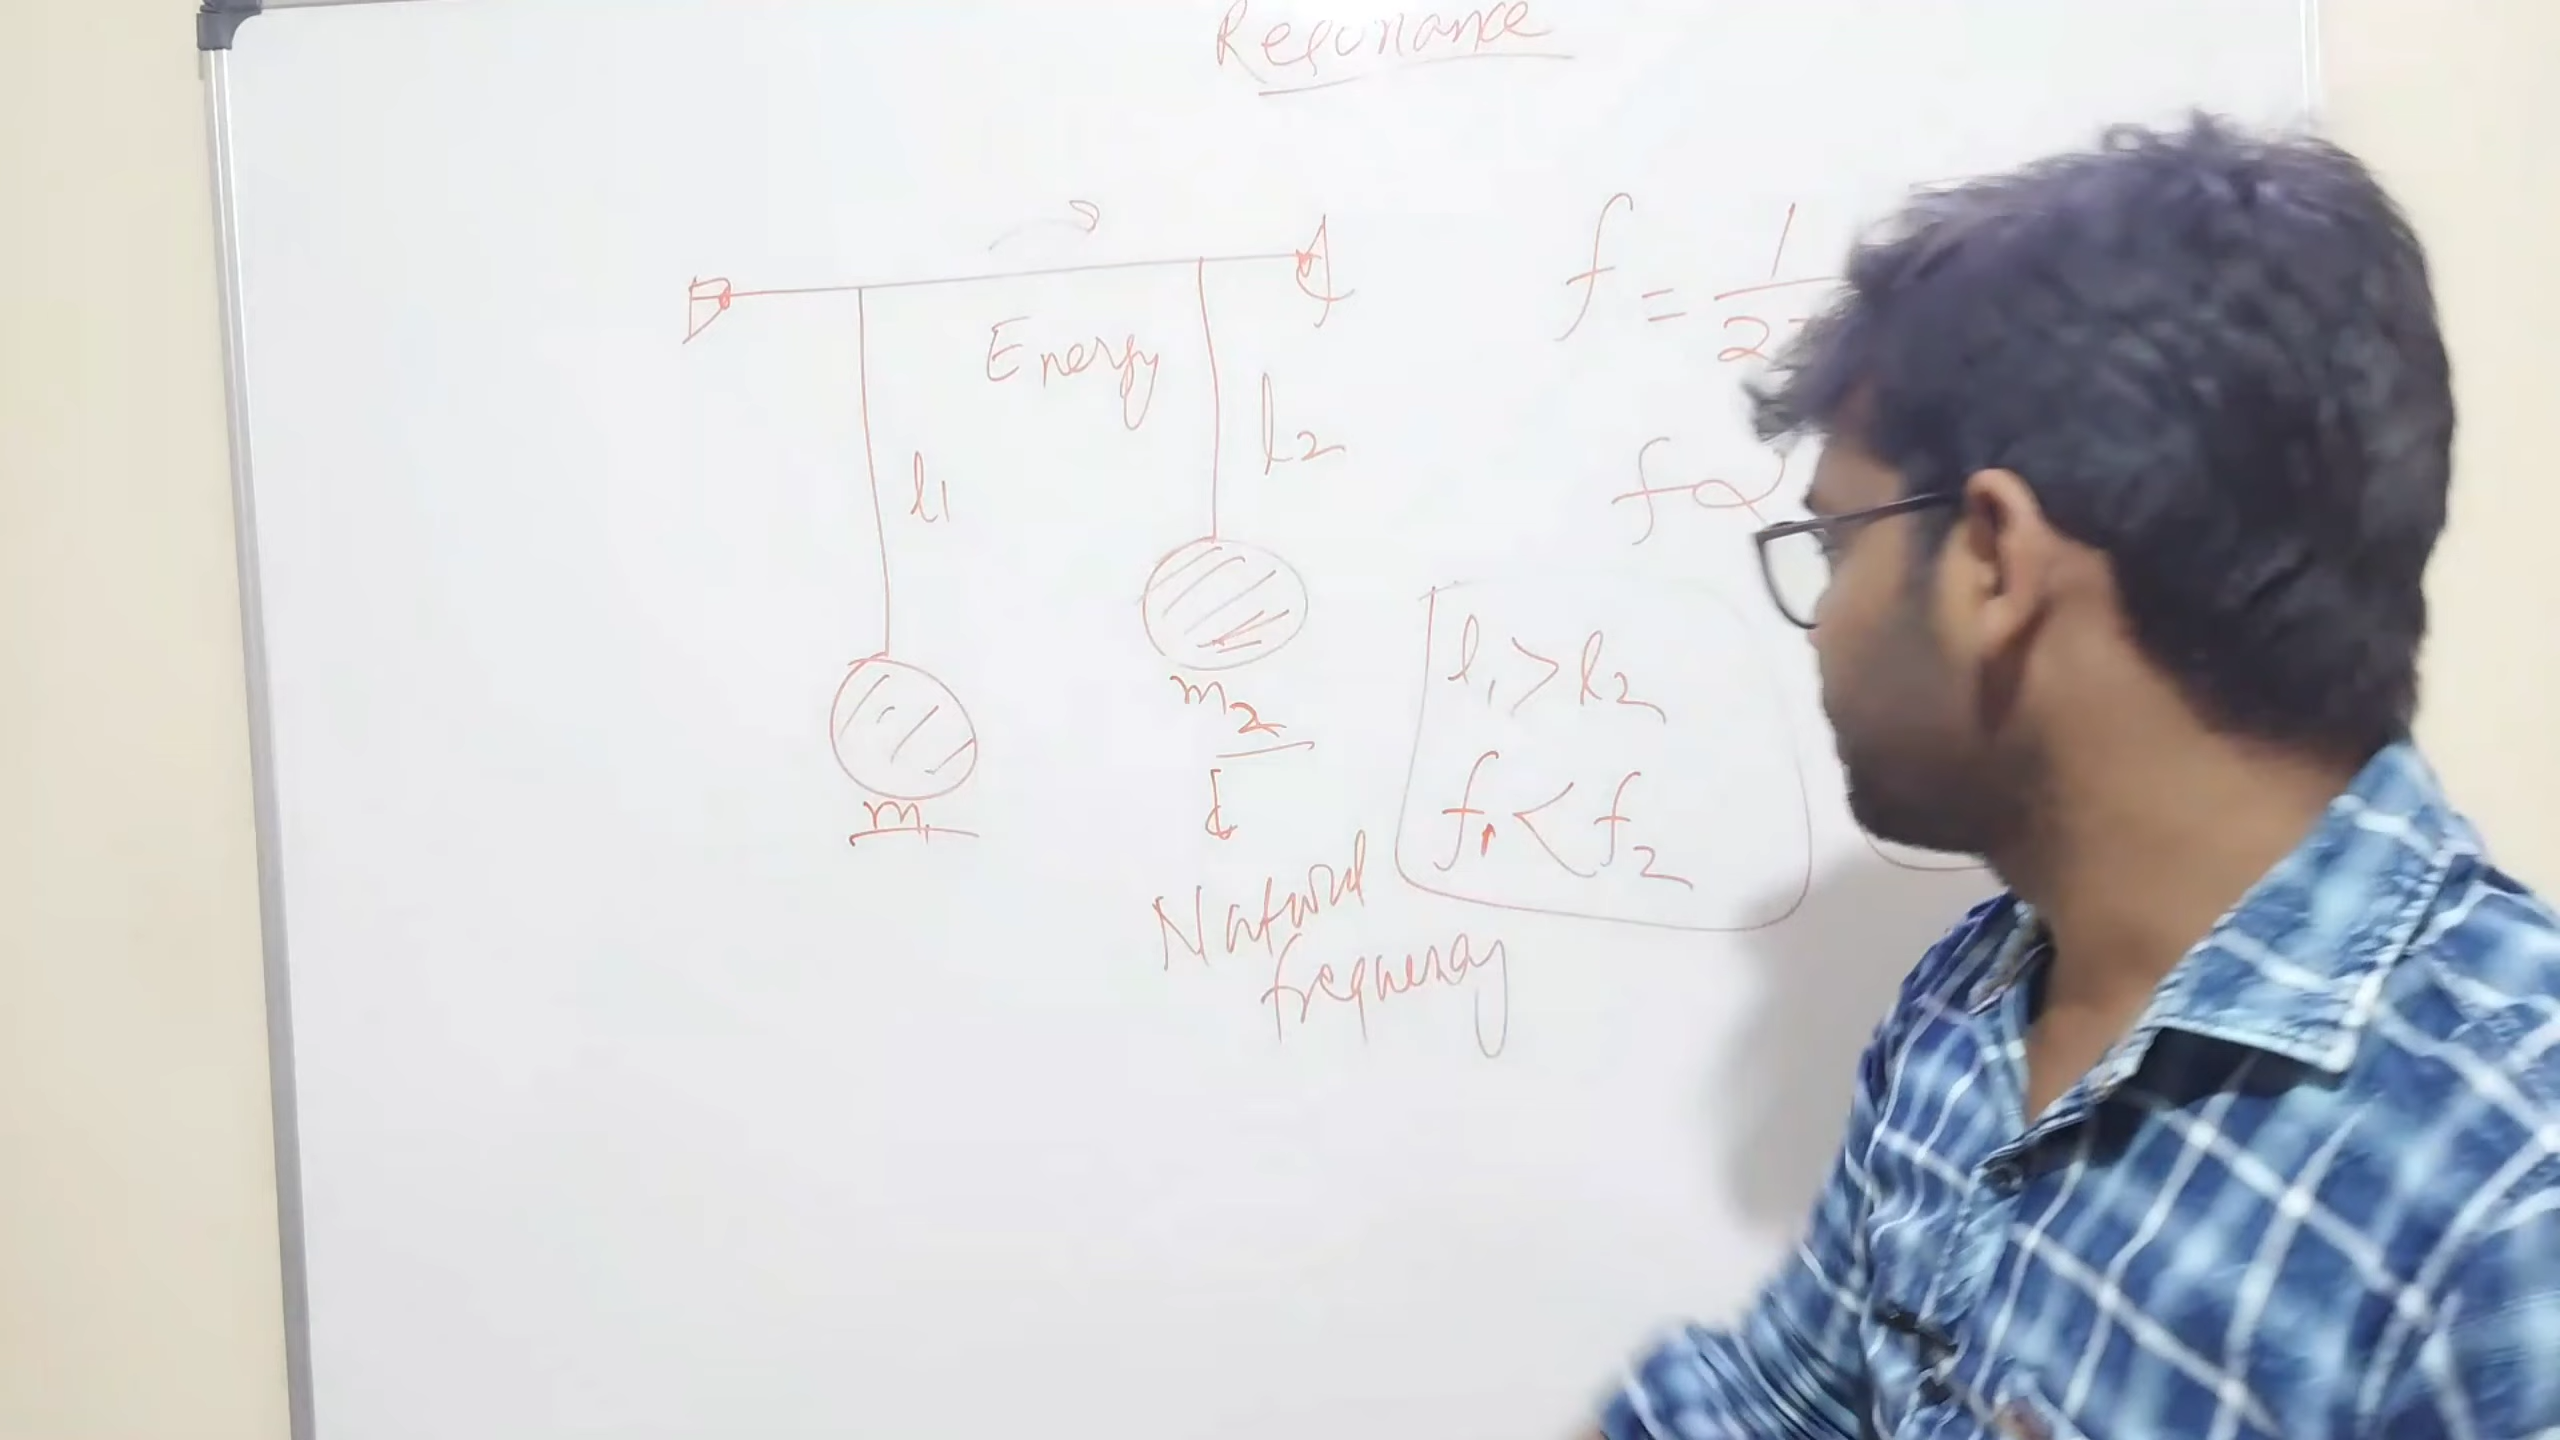 Resonance
Energy
l1
l2
m1
m2
Natural
frequency
f = 1
2
f∝
l1 > l2
f1 < f2